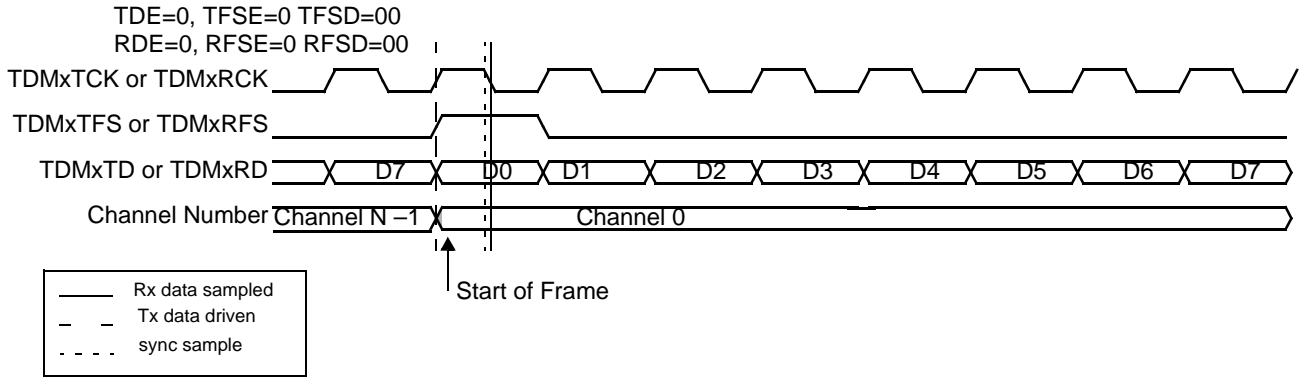 TDE=0, TFSE=0 TFSD=00
RDE=0, RFSE=0 RFSD=00
TDMxTCK or TDMxRCK
TDMxTFS or TDMxRFS
TDMxTD or TDMxRD D7 D0 D1 D2 D3 D4 D5 D6 D7
Channel Number Channel N –1 Channel 0
Start of Frame
Rx data sampled
Tx data driven
sync sample